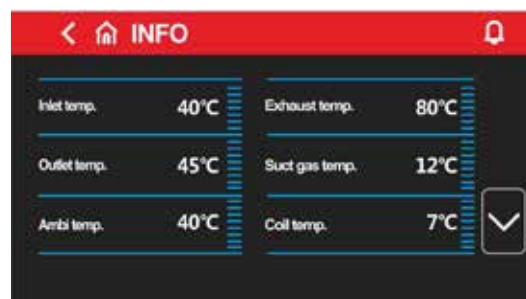 INFO
Inlet temp. 40°C Exhaust temp. 80°C
Outlet temp. 45°C Suct gas temp. 12°C
Ambi temp. 40°C Coil temp. 7°C